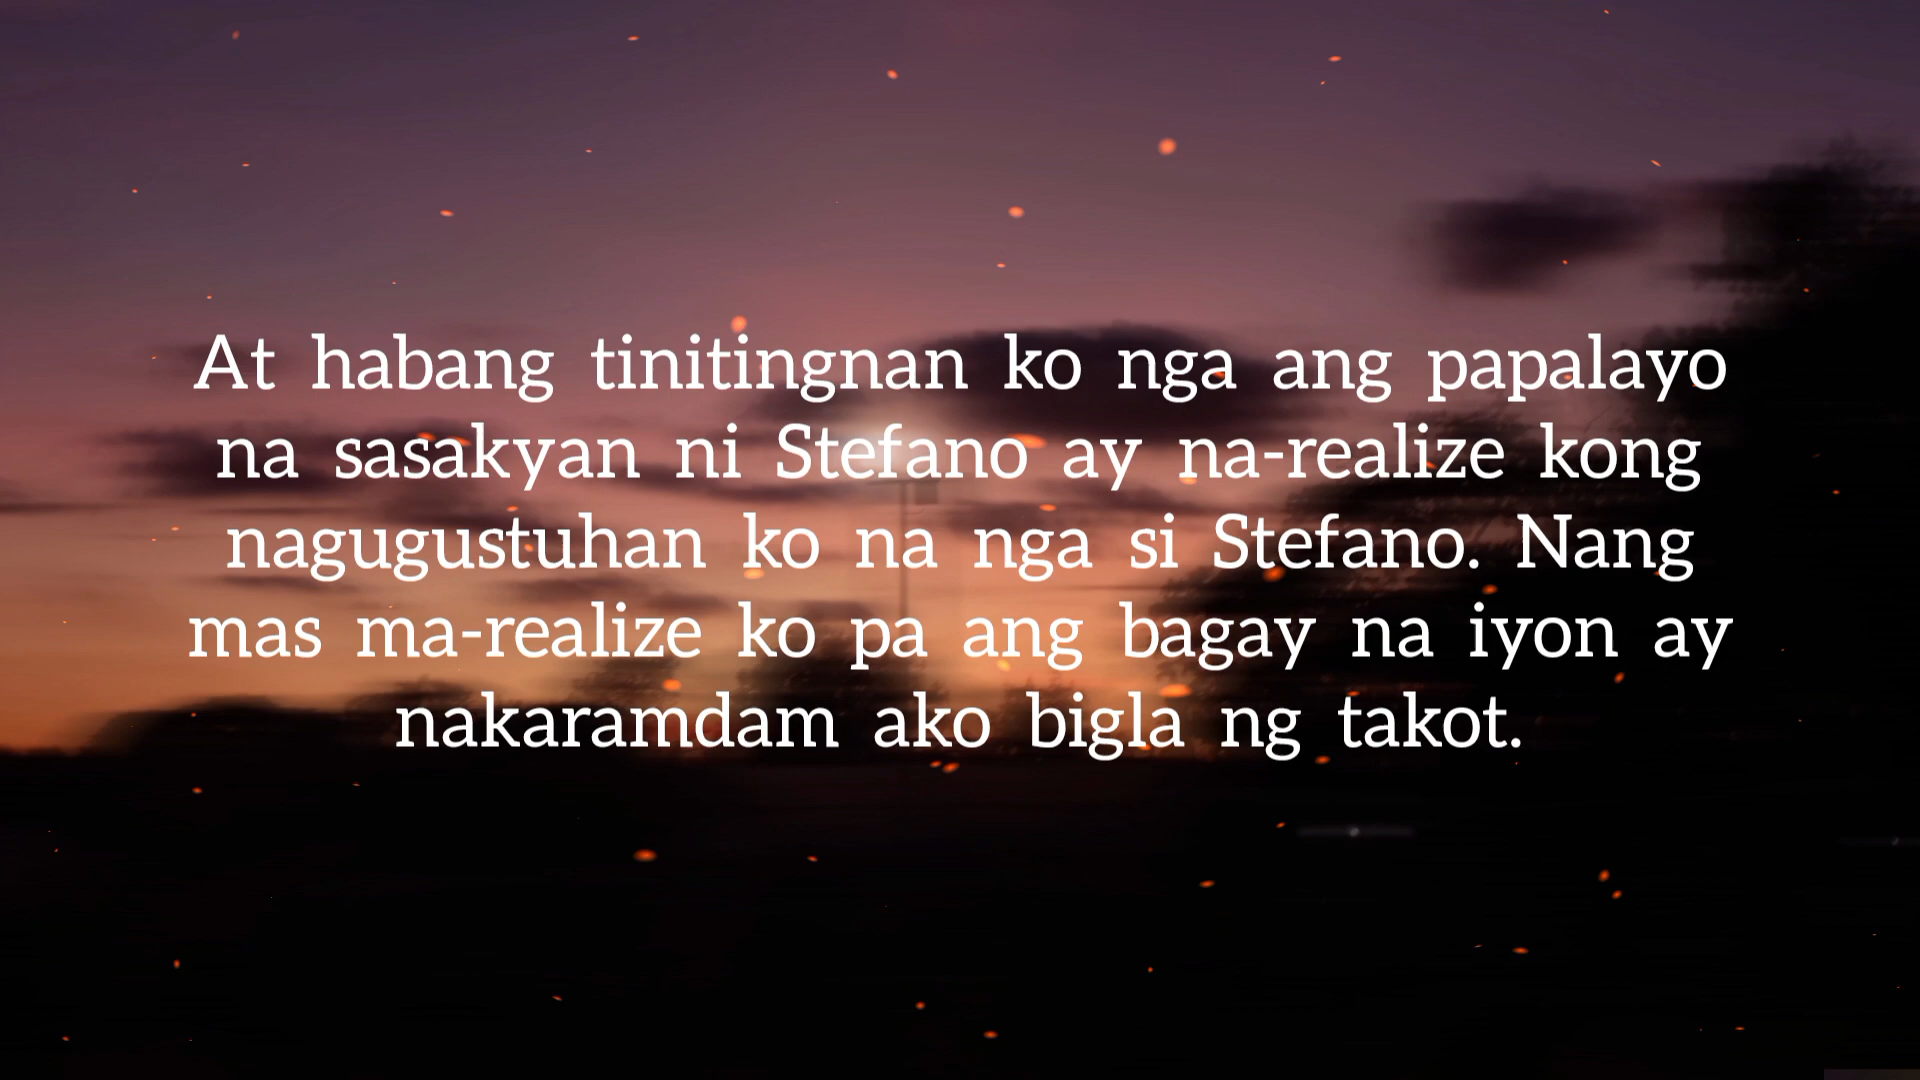 At habang tinitingnan ko nga ang papalayo
na sasakyan ni Stefano ay na-realize kong
nagugustuhan ko na nga si Stefano. Nang
mas ma-realize ko pa ang bagay na iyon ay
nakaramdam ako bigla ng takot.